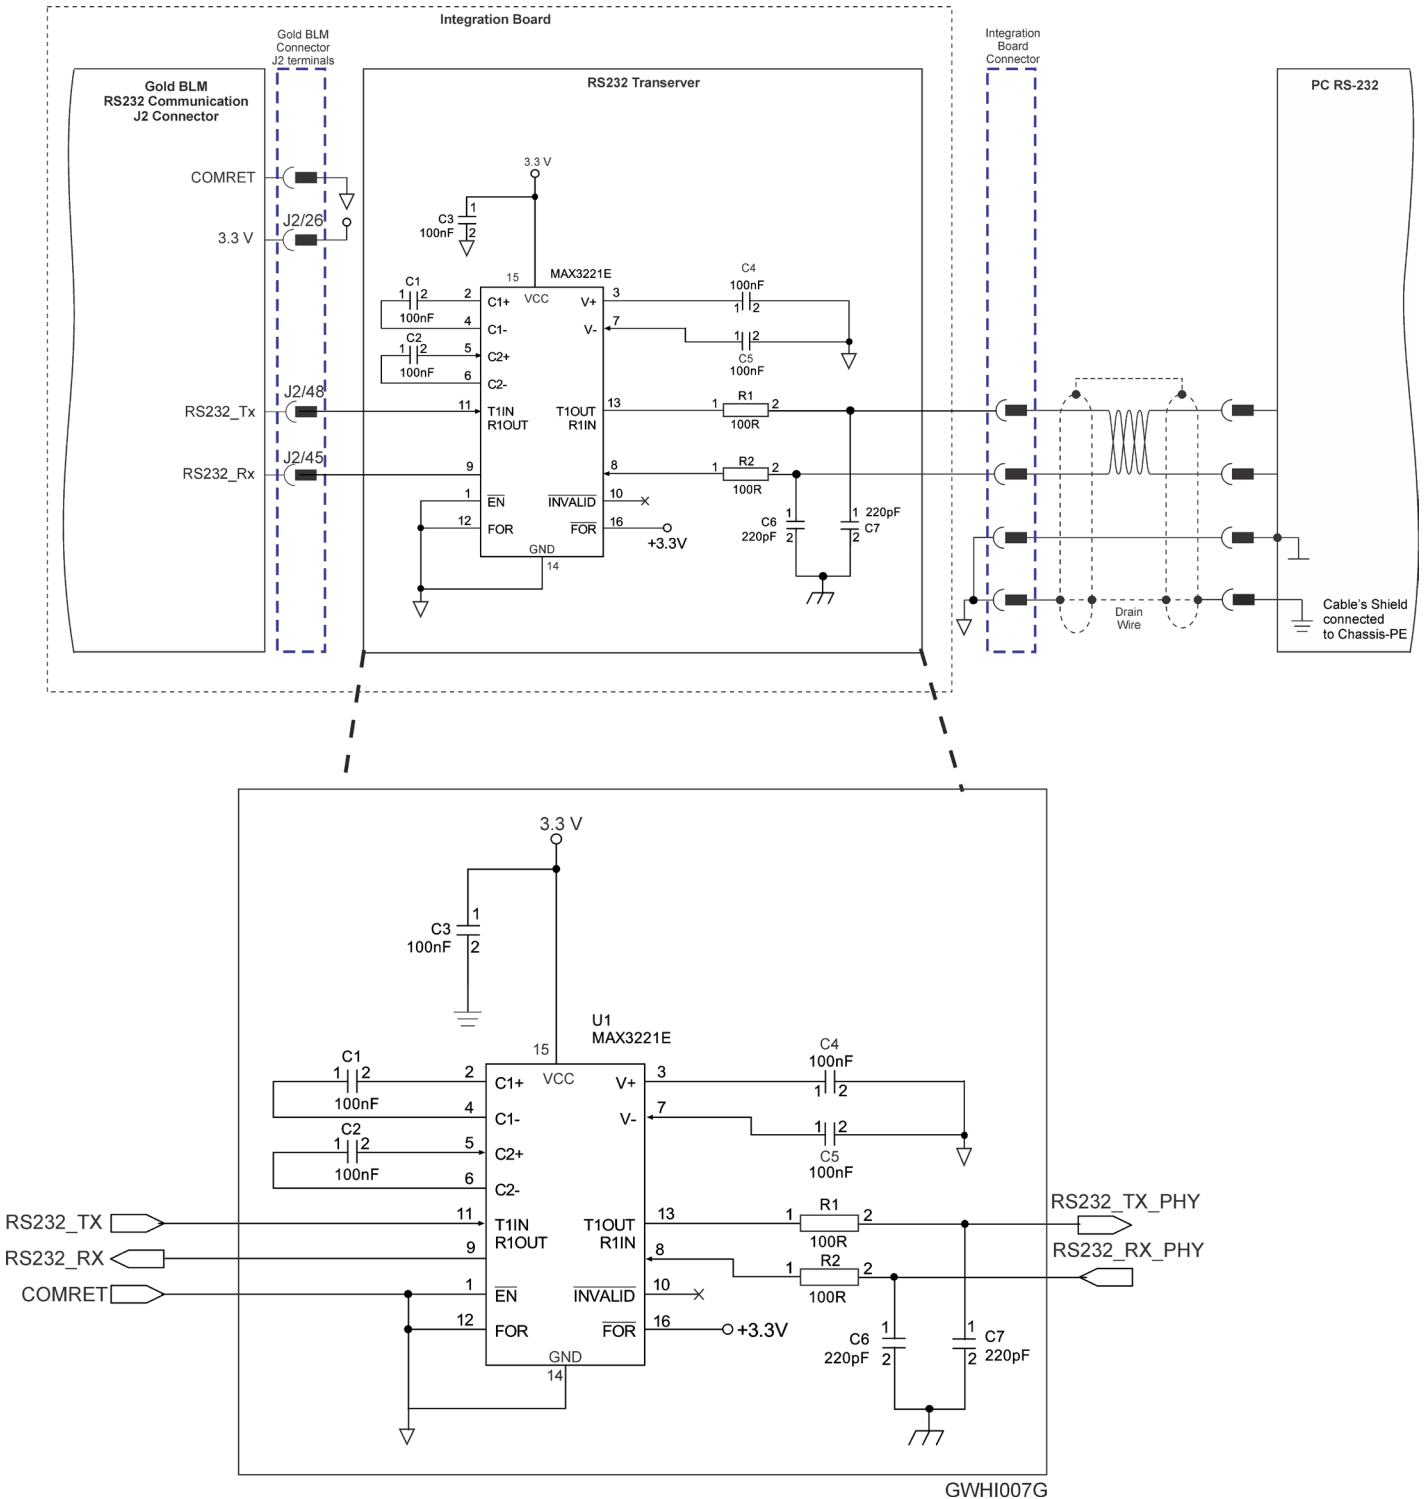 Integration Board
Gold BLM
Connector
J2 terminals
Integration
Board
Connector
Gold BLM
RS232 Communication
J2 Connector
RS232 Transerver
PC RS-232
COMRET
J2/26
3.3 V
J2/48
RS232_Tx
J2/45
RS232_Rx
3.3 V
C3
100nF
1
2
15
MAX3221E
VCC
C1
1 2
100nF
2
C1+
4
C1-
C2
1 2
100nF
5
C2+
6
C2-
11
T1IN
R1OUT
9
1
EN
12
FOR
GND
14
V+
3
C4
100nF
1 2
V-
7
1 2
C5
100nF
T1OUT
R1IN
13
1
R1
2
100R
8
1
R2
2
100R
INVALID
10
FOR
16
+3.3V
1
C6
220pF
2
1
220pF
C7
2
Drain
Wire
Cable's Shield
connected
to Chassis-PE
3.3 V
C3
100nF
1
2
U1
MAX3221E
15
VCC
C1
1 2
100nF
2
C1+
4
C1-
C2
1 2
100nF
5
C2+
6
C2-
RS232_TX
11
T1IN
R1OUT
RS232_RX
9
COMRET
1
EN
12
FOR
GND
14
V+
3
C4
100nF
1 2
V-
7
1 2
C5
100nF
T1OUT
R1IN
13
1
R1
2
100R
RS232_TX_PHY
8
1
R2
2
100R
RS232_RX_PHY
INVALID
10
FOR
16
+3.3V
1
C6
220pF
2
1
C7
220pF
2
GWHI007G